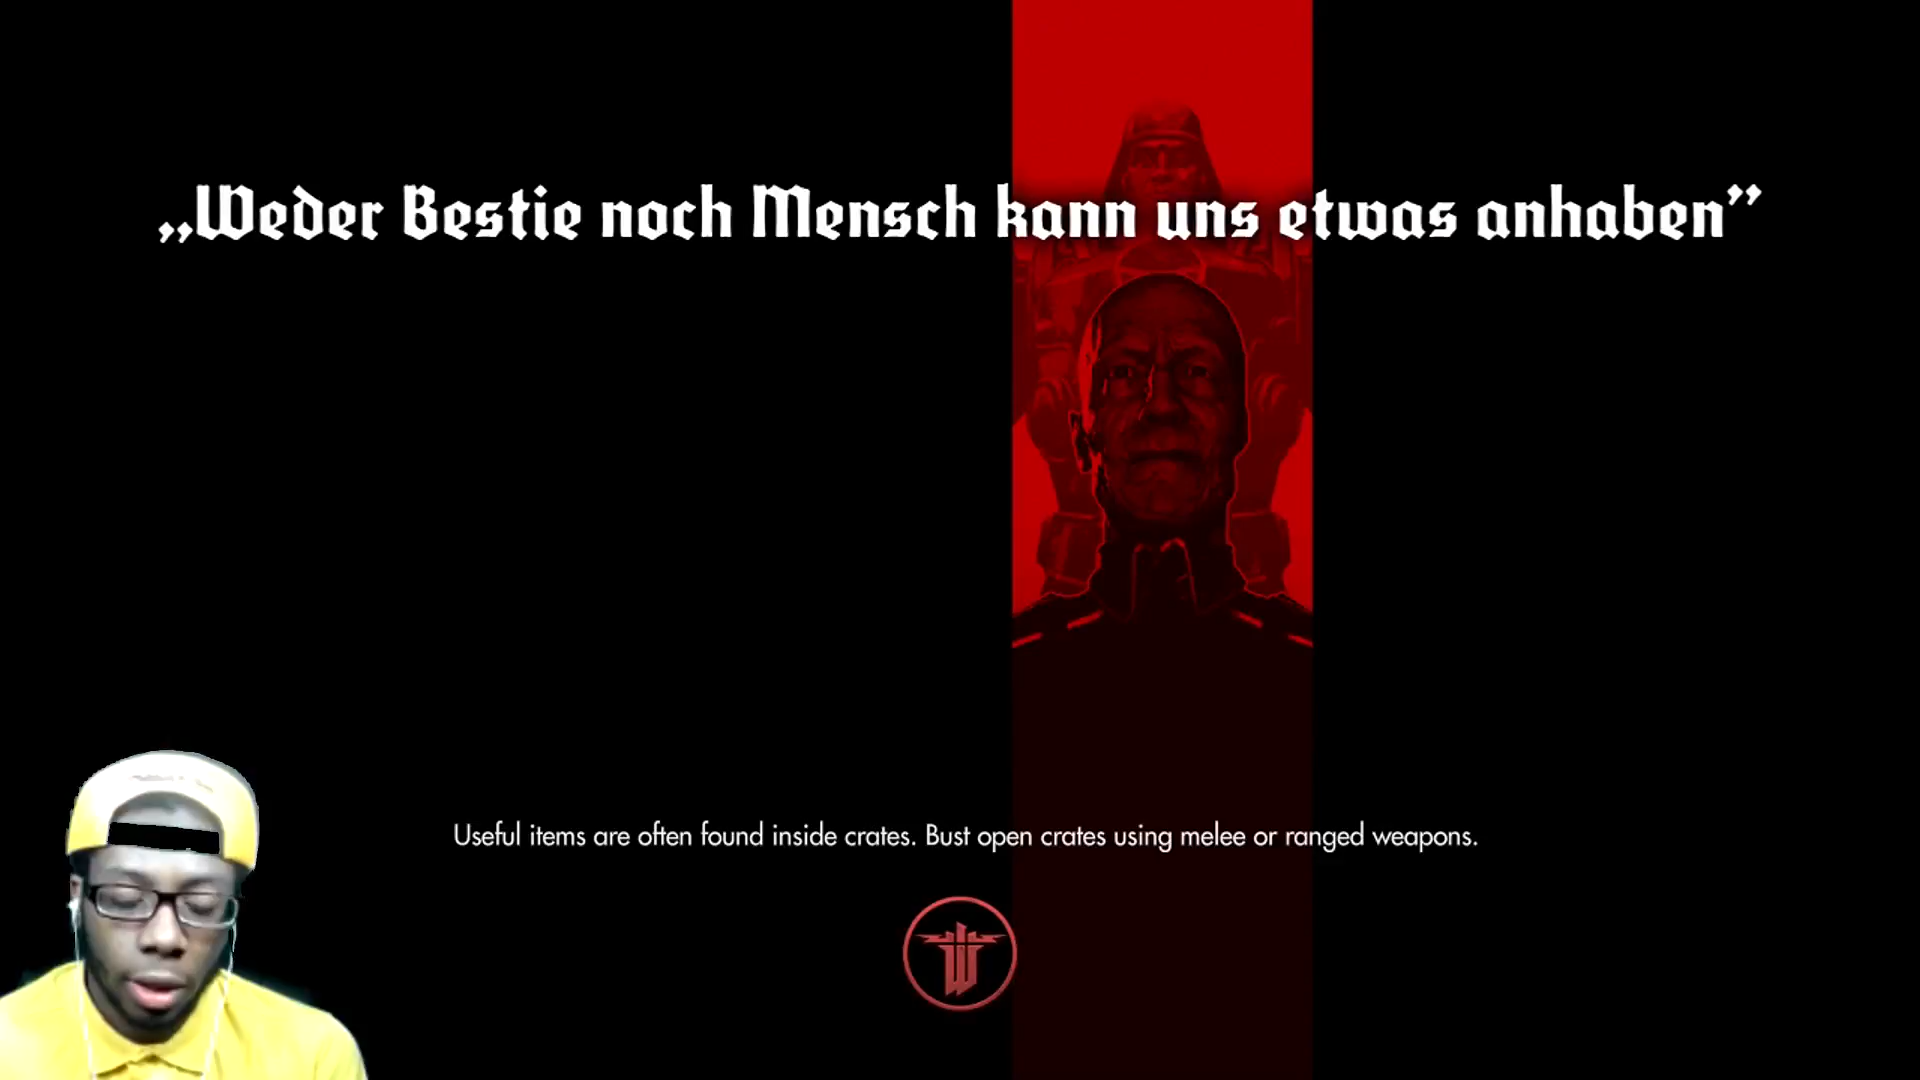 „Weder Bestie noch Mensch kann uns etwas anhaben”
Useful items are often found inside crates. Bust open crates using melee or ranged weapons.